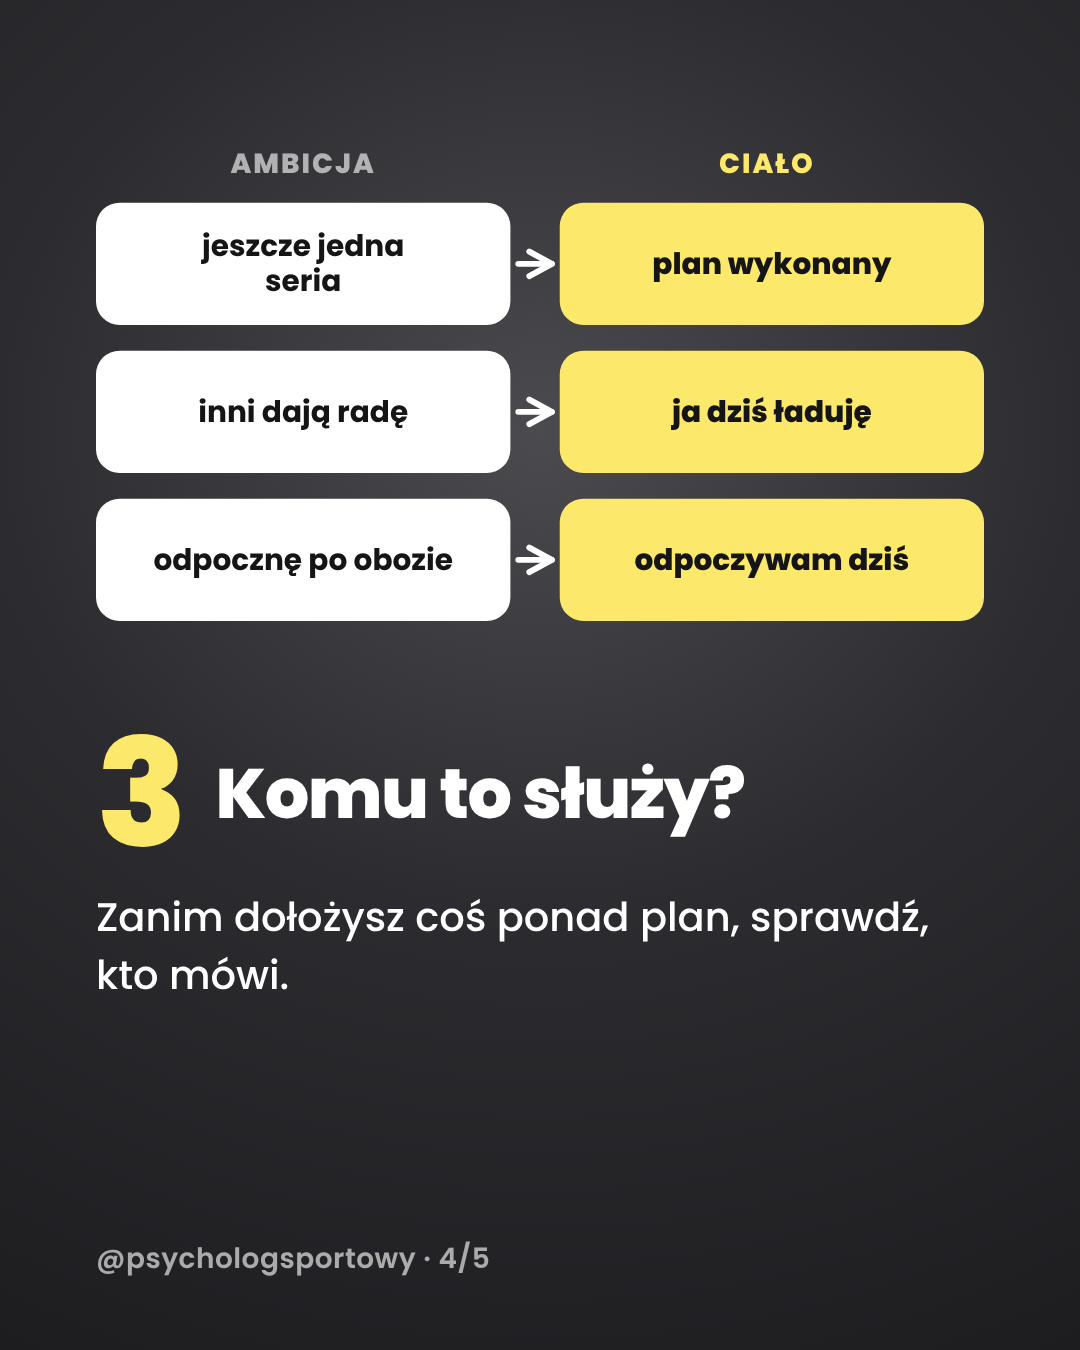 AMBICJA
CIAŁO
jeszcze jedna
seria
plan wykonany
inni dają radę
ja dziś ładuję
odpocznę po obozie
odpoczywam dziś
3 Komu to służy?
Zanim dołożysz coś ponad plan, sprawdź,
kto mówi.
@psychologsportowy · 4/5